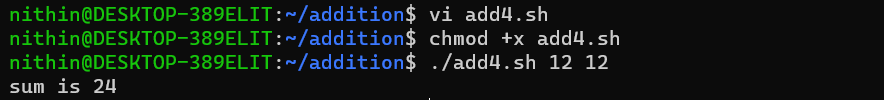 nithin@DESKTOP-389ELIT:~/addition$ vi add4.sh
nithin@DESKTOP-389ELIT:~/addition$ chmod +x add4.sh
nithin@DESKTOP-389ELIT:~/addition$ ./add4.sh 12 12
sum is 24